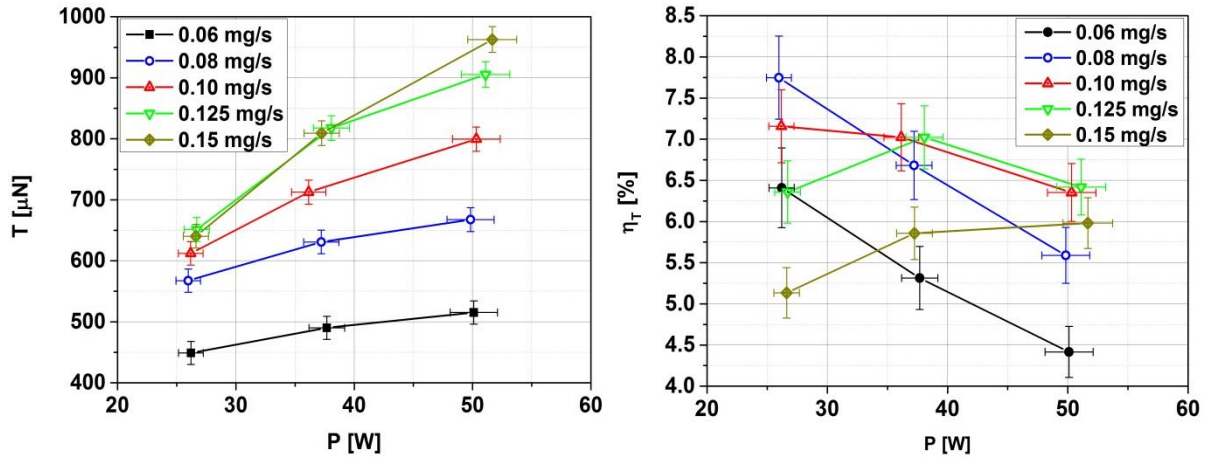 1000
900
800
700
600
500
400
T [µN]
20
30
40
50
60
P [W]
0.06 mg/s
0.08 mg/s
0.10 mg/s
0.125 mg/s
0.15 mg/s
8.5
8.0
7.5
7.0
6.5
6.0
5.5
5.0
4.5
4.0
ηT [%]
20
30
40
50
60
P [W]
0.06 mg/s
0.08 mg/s
0.10 mg/s
0.125 mg/s
0.15 mg/s